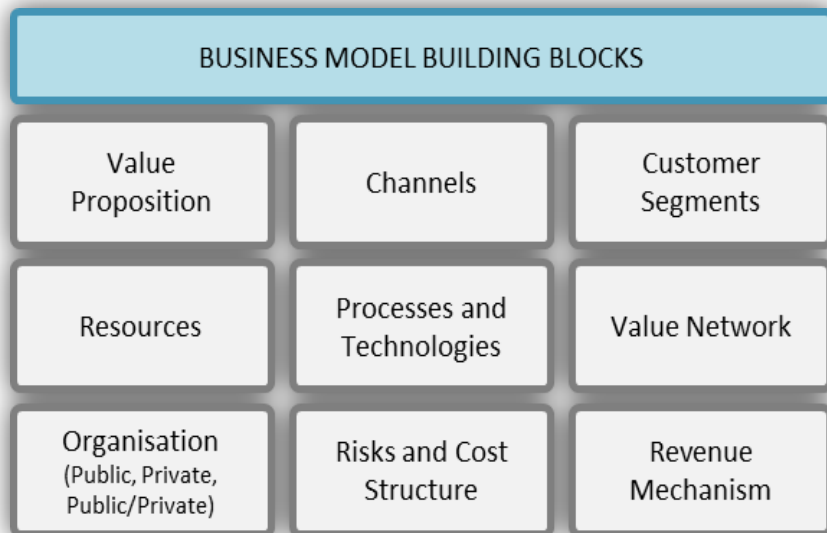 BUSINESS MODEL BUILDING BLOCKS
Value
Proposition
Channels
Customer
Segments
Resources
Processes and
Technologies
Value Network
Organisation
(Public, Private,
Public/Private)
Risks and Cost
Structure
Revenue
Mechanism